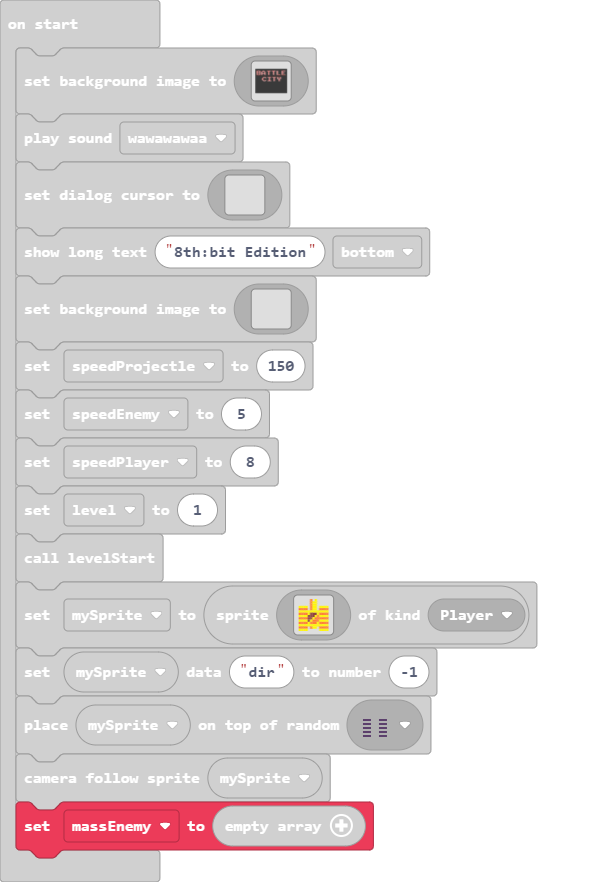 on start
set background image to BATTLE CITY
play sound wawawawaa
set dialog cursor to
show long text "8th:bit Edition" bottom
set background image to
set speedProjectle to 150
set speedEnemy to 5
set speedPlayer to 8
set level to 1
call levelStart
set mySprite to sprite of kind Player
set mySprite data "dir" to number -1
place mySprite on top of random
camera follow sprite mySprite
set massEnemy to empty array